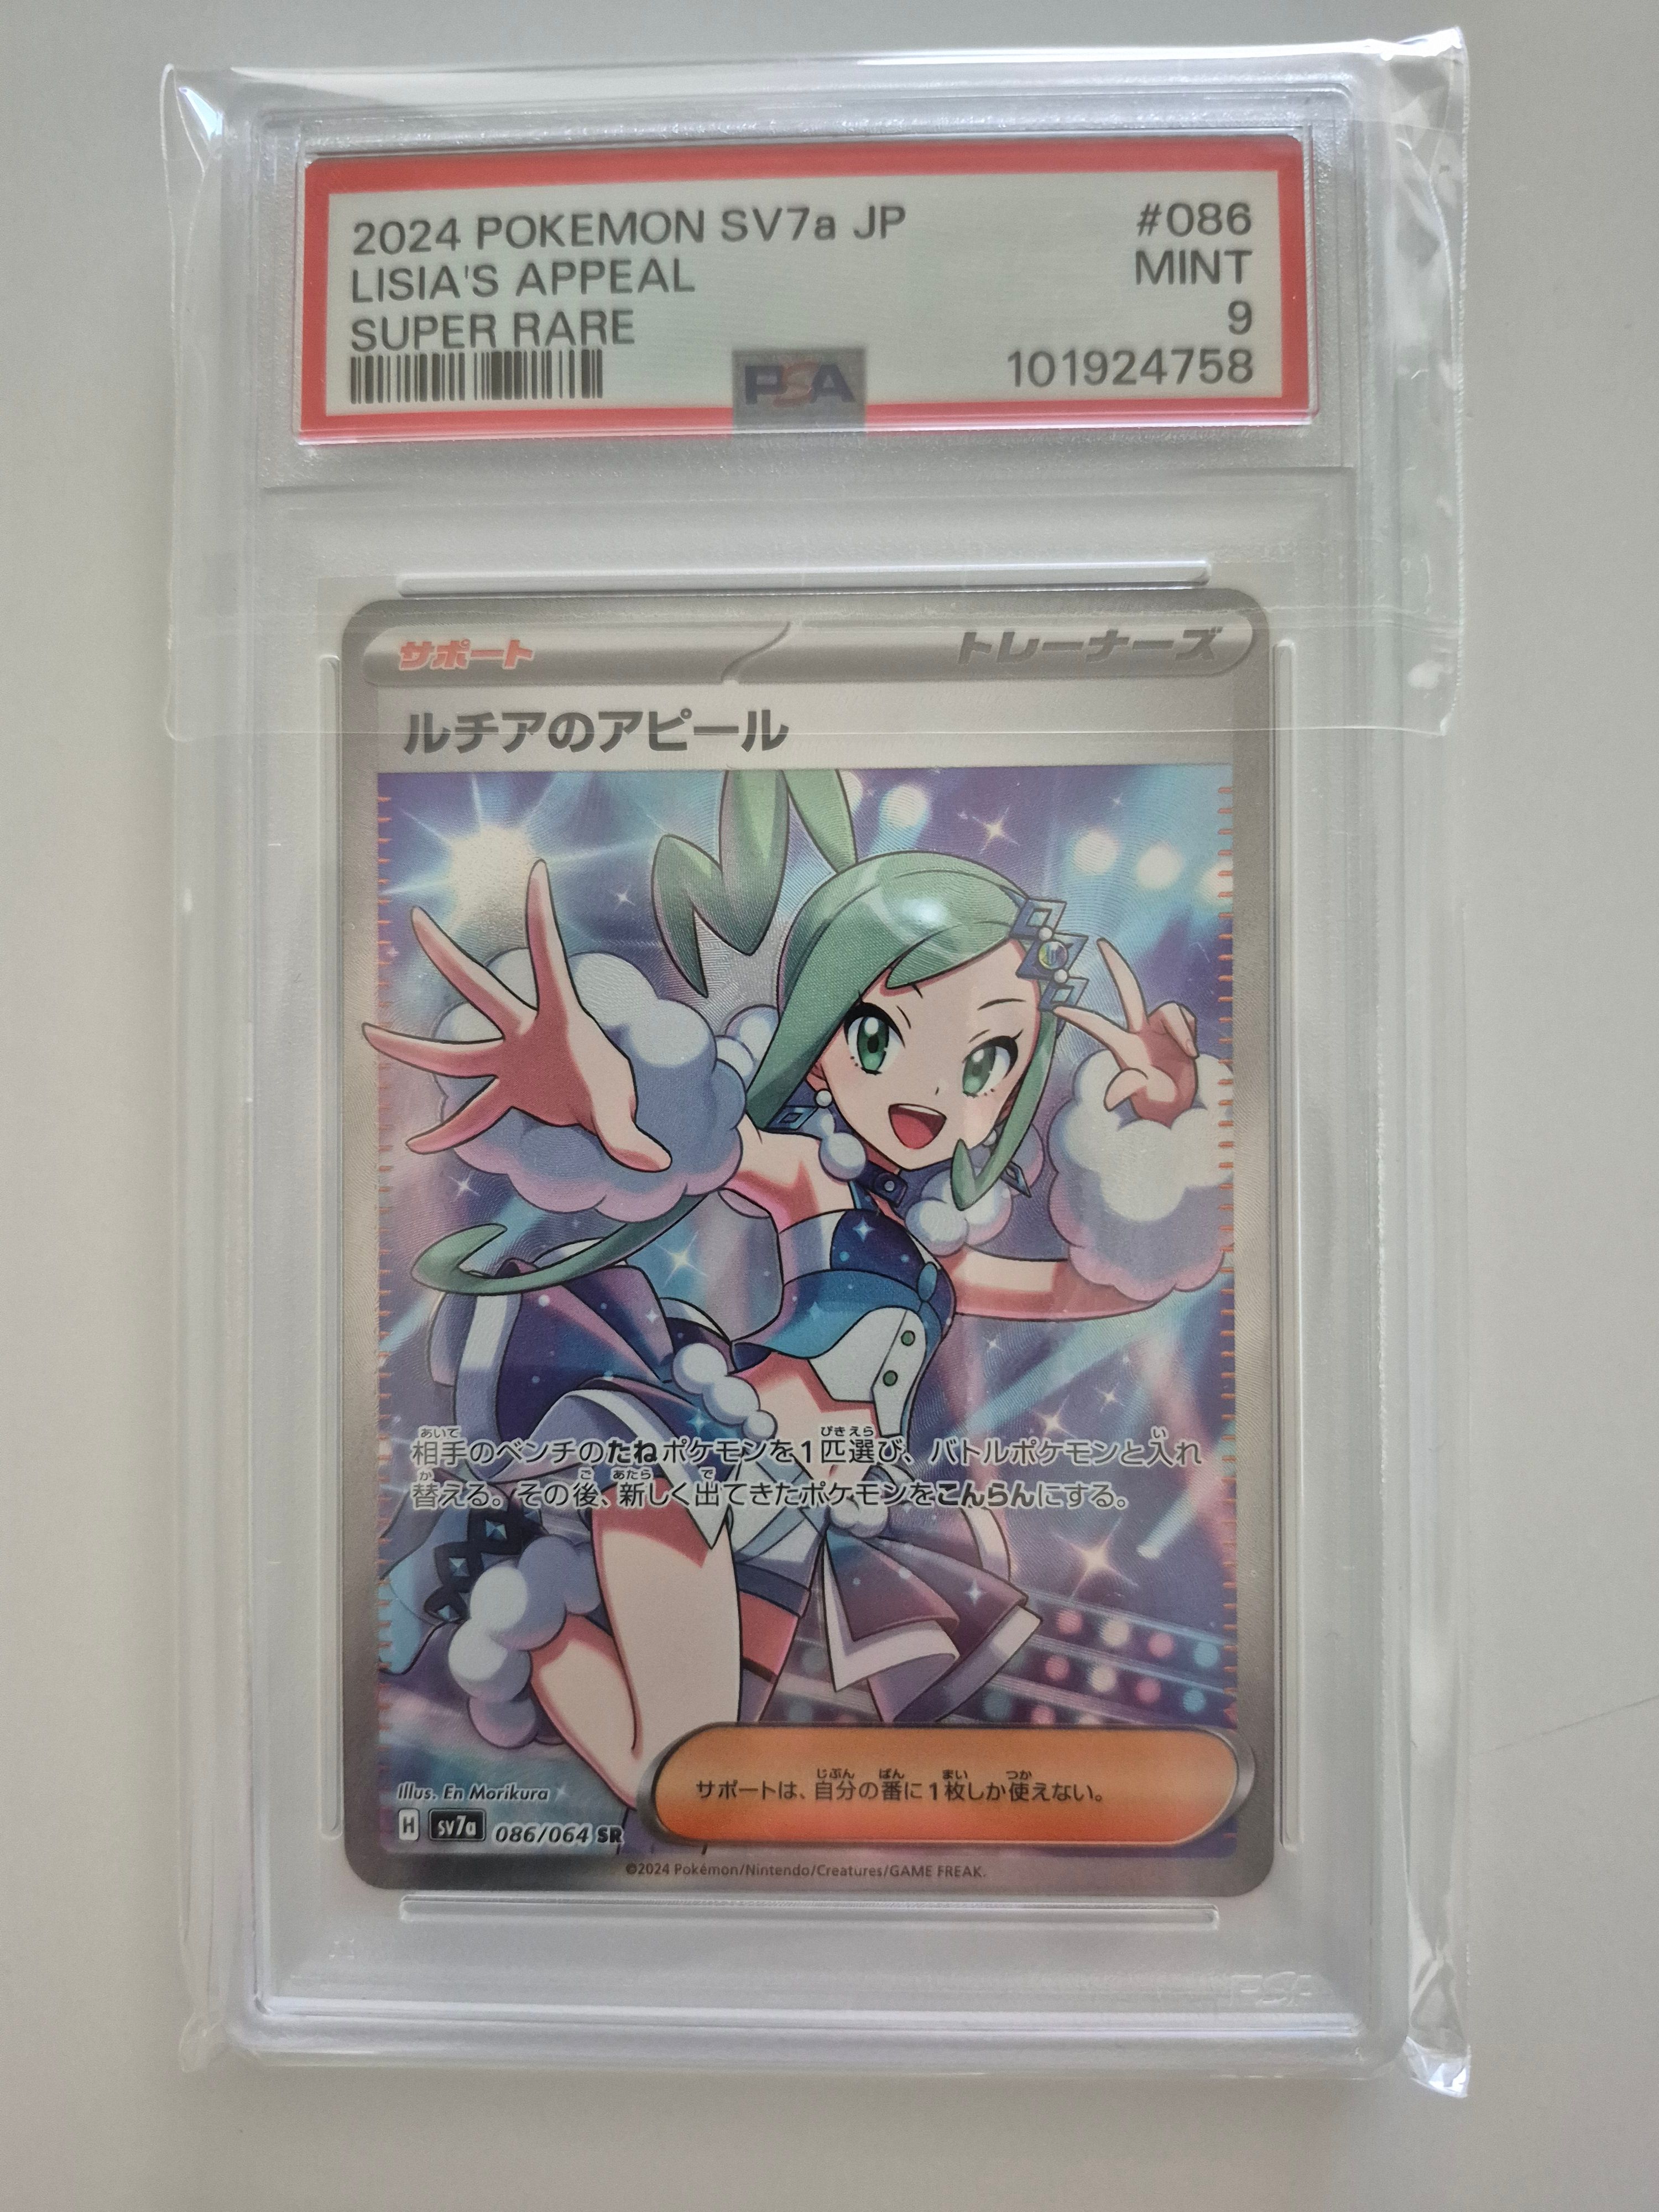 2024 POKEMON SV7a JP #086
LISIA'S APPEAL MINT
SUPER RARE 9
PSA 101924758
サポート トレーナーズ
ルチアのアピール
相手のベンチのたねポケモンを1匹選び、バトルポケモンと入れ
替える。その後、新しく出てきたポケモンをこんらんにする。
サポートは、自分の番に1枚しか使えない。
Illus. En Morikura
H sv7a 086/064 SR
©2024 Pokémon/Nintendo/Creatures/GAME FREAK.
PSA